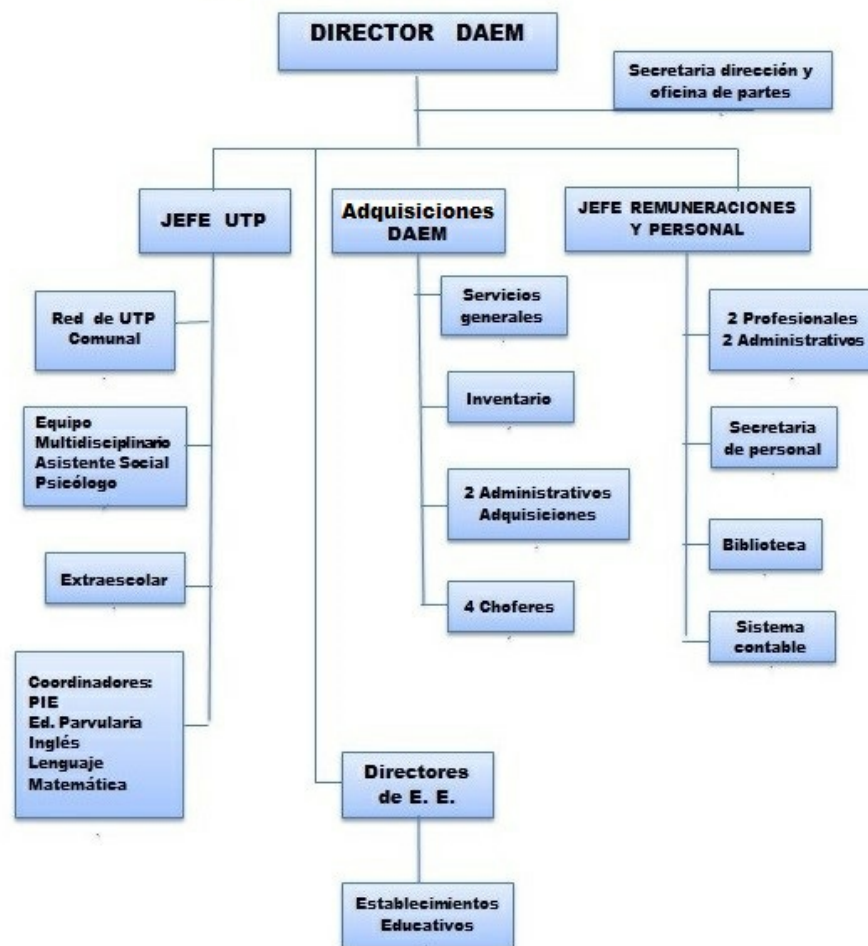 DIRECTOR DAEM
Secretaria dirección y
oficina de partes
JEFE UTP
Adquisiciones
DAEM
JEFE REMUNERACIONES
Y PERSONAL
Red de UTP
Comunal
Equipo
Multidisciplinario
Asistente Social
Psicólogo
Extraescolar
Coordinadores:
PIE
Ed. Parvularia
Inglés
Lenguaje
Matemática
Servicios
generales
Inventario
2 Administrativos
Adquisiciones
4 Choferes
2 Profesionales
2 Administrativos
Secretaria
de personal
Biblioteca
Sistema
contable
Directores
de E. E.
Establecimientos
Educativos